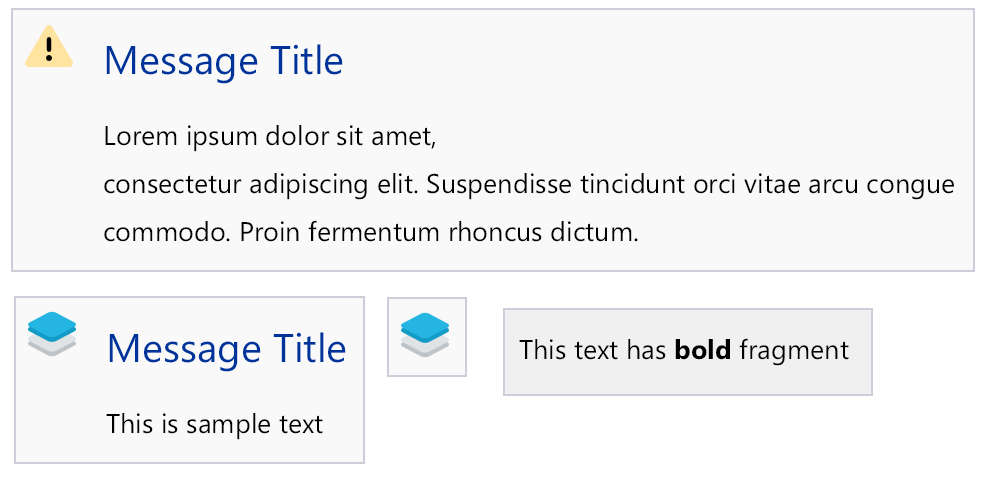 Message Title
Lorem ipsum dolor sit amet,
consectetur adipiscing elit. Suspendisse tincidunt orci vitae arcu congue
commodo. Proin fermentum rhoncus dictum.
Message Title
This is sample text
This text has bold fragment